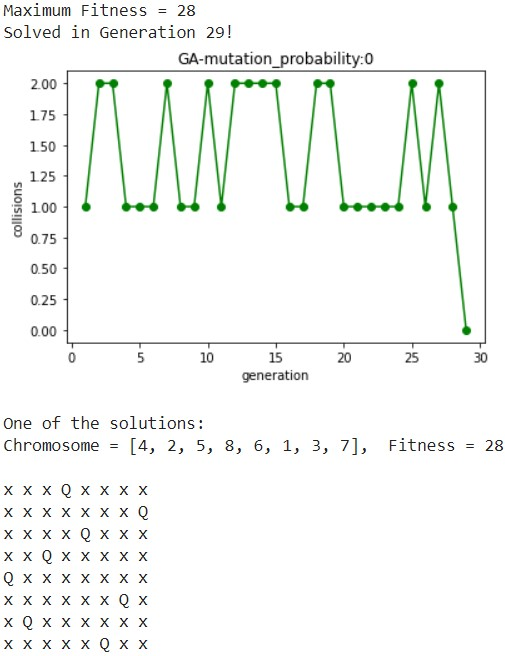 Maximum Fitness = 28
Solved in Generation 29!
GA-mutation_probability:0
2.00
1.75
1.50
1.25
1.00
0.75
0.50
0.25
0.00
collisions
0 5 10 15 20 25 30
generation
One of the solutions:
Chromosome = [4, 2, 5, 8, 6, 1, 3, 7], Fitness = 28
x x x Q x x x x
x x x x x x x Q
x x x x Q x x x
x x Q x x x x x
Q x x x x x x x
x x x x x x Q x
x Q x x x x x x
x x x x x Q x x